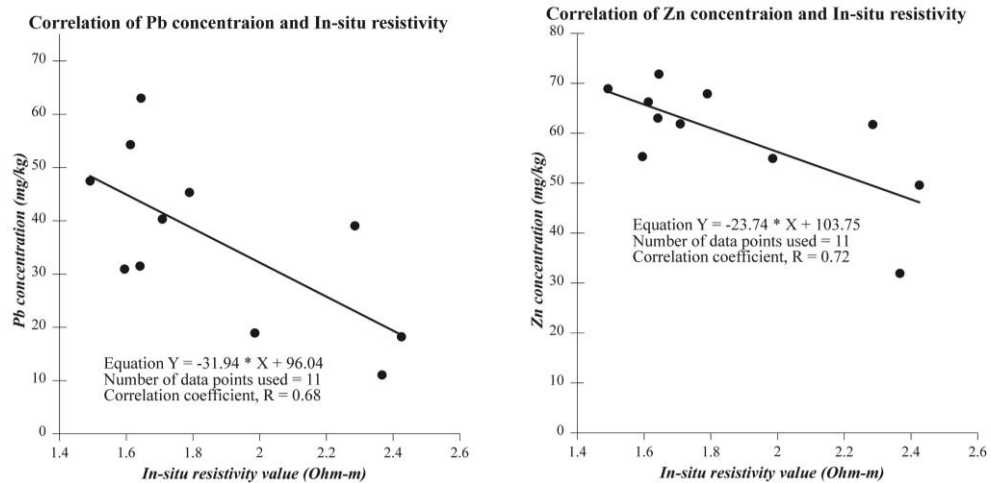 Correlation of Pb concentraion and In-situ resistivity
70
60
50
40
30
20
10
0
Pb concentration (mg/kg)
Equation Y = -31.94 * X + 96.04
Number of data points used = 11
Correlation coefficient, R = 0.68
1.4 1.6 1.8 2 2.2 2.4 2.6
In-situ resistivity value (Ohm-m)
Correlation of Zn concentraion and In-situ resistivity
80
70
60
50
40
30
20
10
0
Zn concentration (mg/kg)
Equation Y = -23.74 * X + 103.75
Number of data points used = 11
Correlation coefficient, R = 0.72
1.4 1.6 1.8 2 2.2 2.4 2.6
In-situ resistivity value (Ohm-m)